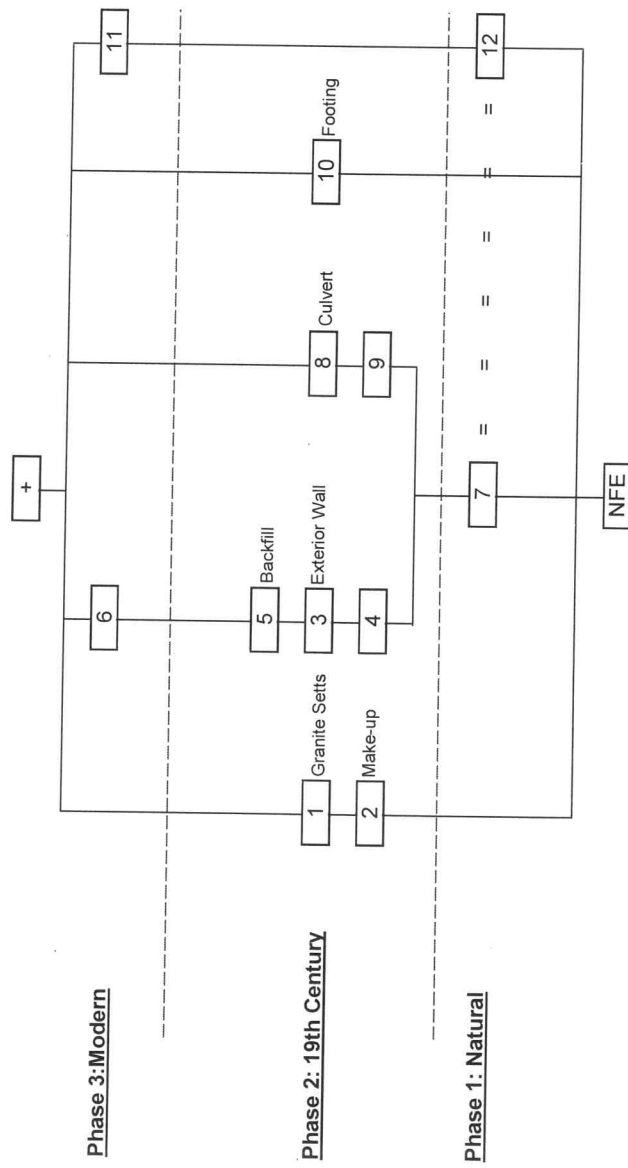 +
Phase 3:Modern
6
11
Phase 2: 19th Century
5 Backfill
1 Granite Setts
3 Exterior Wall
8 Culvert
10 Footing
2 Make-up
4
9
Phase 1: Natural
7 = = = = = = 12
NFE